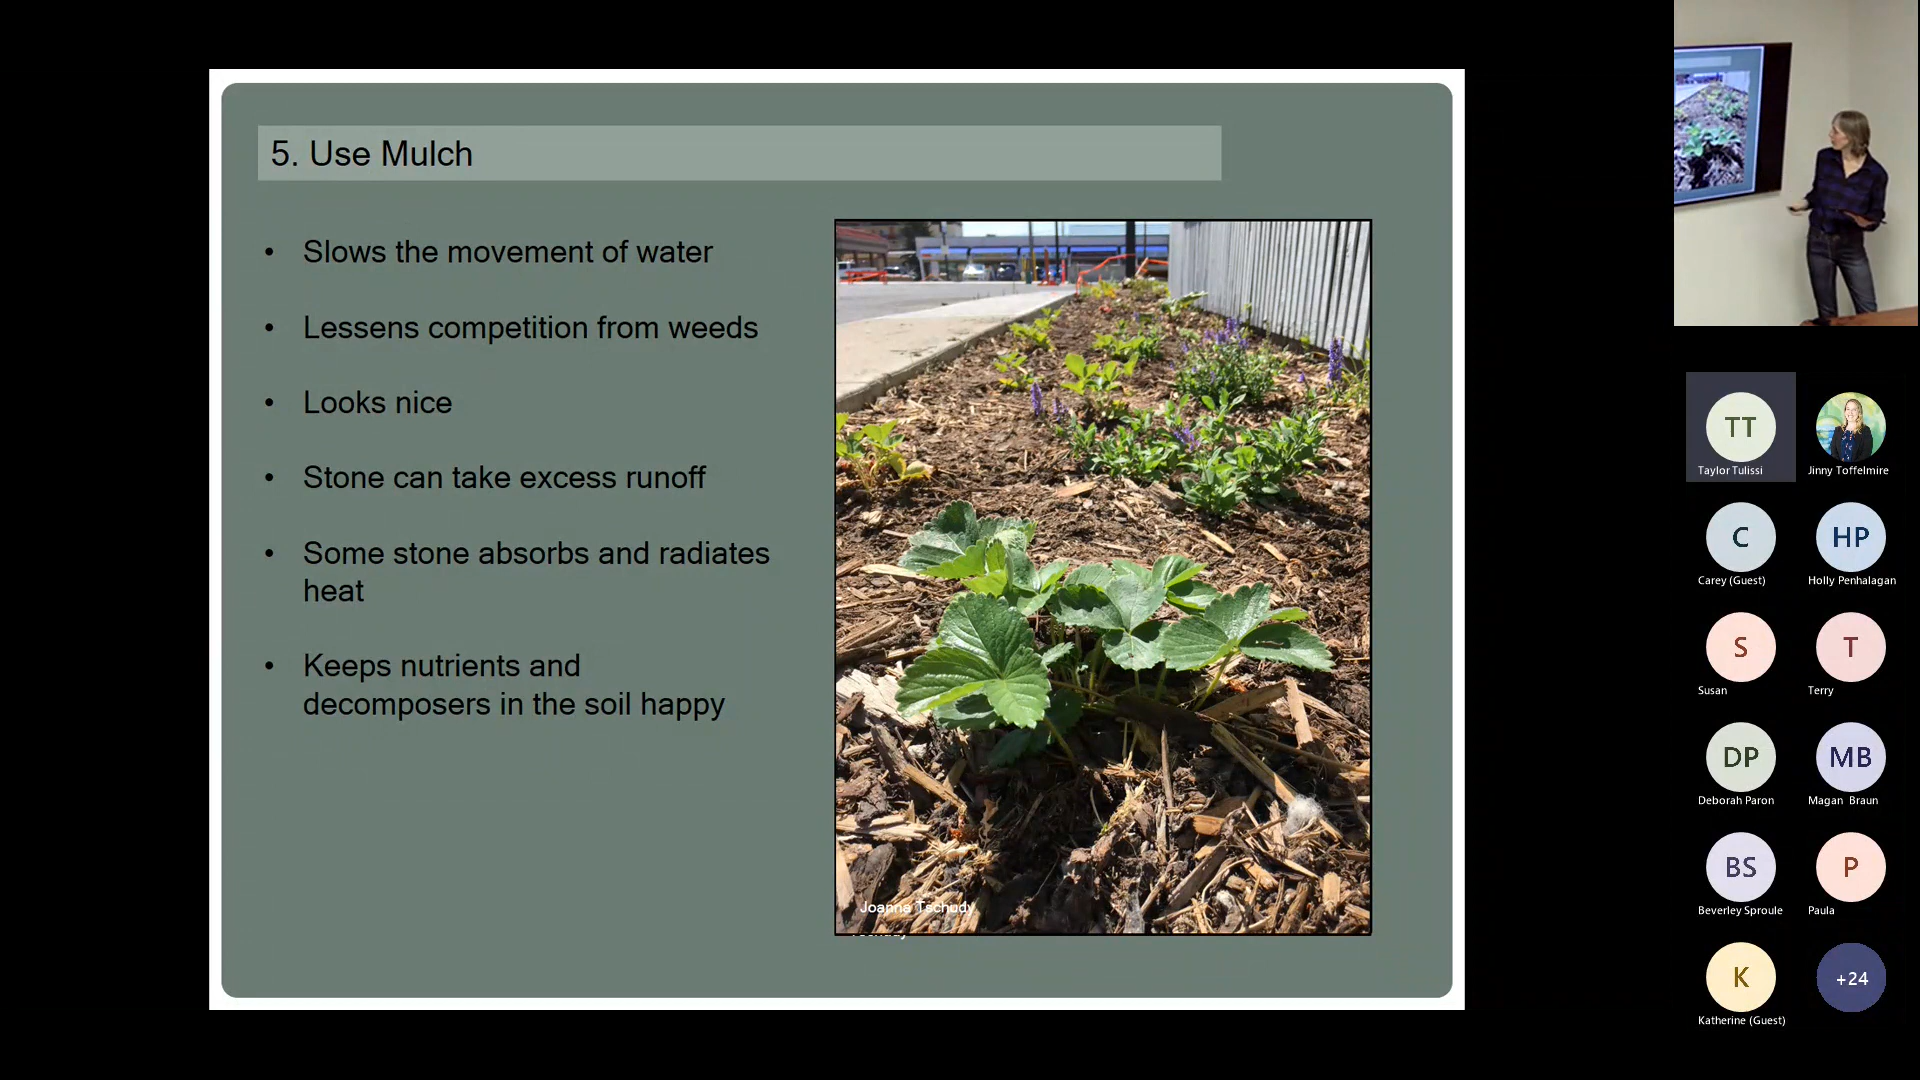 5. Use Mulch
• Slows the movement of water
• Lessens competition from weeds
• Looks nice
• Stone can take excess runoff
• Some stone absorbs and radiates
heat
• Keeps nutrients and
decomposers in the soil happy
Joanna Tschudy
TT
Taylor Tulissi
Jinny Toffelmire
C
Carey (Guest)
HP
Holly Penhalagan
S
Susan
T
Terry
DP
Deborah Paron
MB
Magan Braun
BS
Beverley Sproule
P
Paula
K
Katherine (Guest)
+24